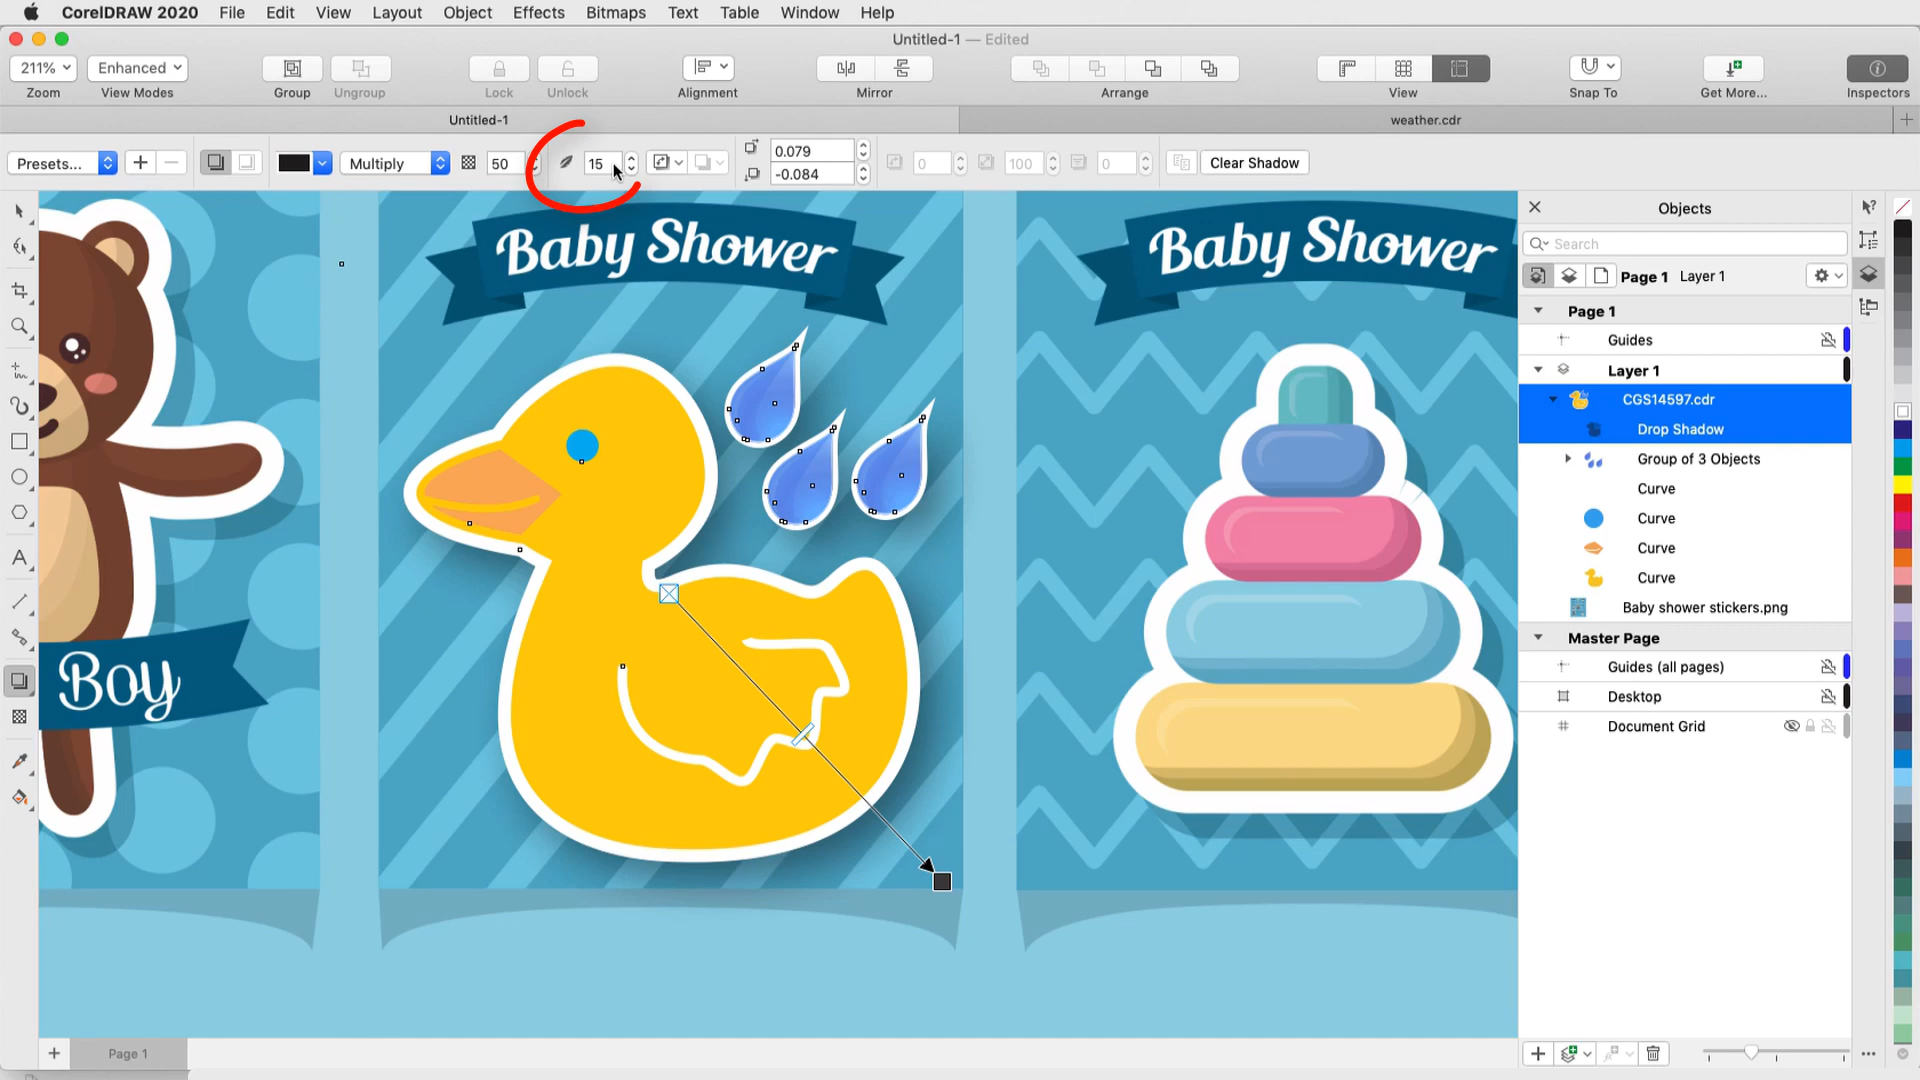 CorelDRAW 2020 File Edit View Layout Object Effects Bitmaps Text Table Window Help
Untitled-1 — Edited
211% Enhanced
Zoom View Modes Group Ungroup Lock Unlock Alignment Mirror Arrange View Snap To Get More... Inspectors
Untitled-1 weather.cdr
Presets... Multiply 50 15 0.079 -0.084 0 100 0 Clear Shadow
Baby Shower
Baby Shower
Boy
Objects
Search
Page 1 Layer 1
Page 1
Guides
Layer 1
CGS14597.cdr
Drop Shadow
Group of 3 Objects
Curve
Curve
Curve
Curve
Baby shower stickers.png
Master Page
Guides (all pages)
Desktop
Document Grid
Page 1